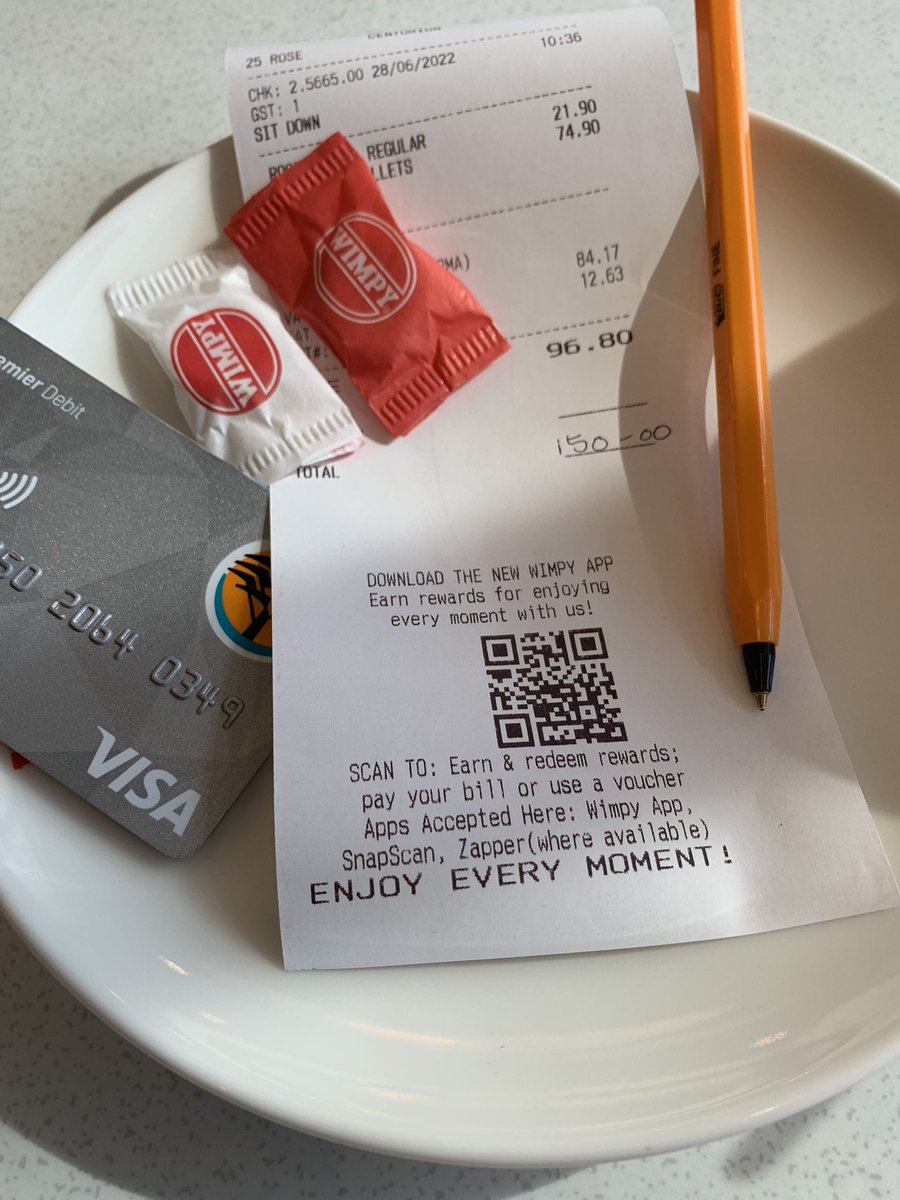 CENTURION
25 ROSE 10:36
CHK: 2.5665.00 28/06/2022
GST: 1
SIT DOWN
REGULAR 21.90
74.90
84.17
12.63
96.80
150-00
TOTAL
DOWNLOAD THE NEW WIMPY APP
Earn rewards for enjoying
every moment with us!
SCAN TO: Earn & redeem rewards;
pay your bill or use a voucher
Apps Accepted Here: Wimpy App,
SnapScan, Zapper(where available)
ENJOY EVERY MOMENT!
WIMPY
WIMPY
Debit
2064 0349
VISA
BIC FINE